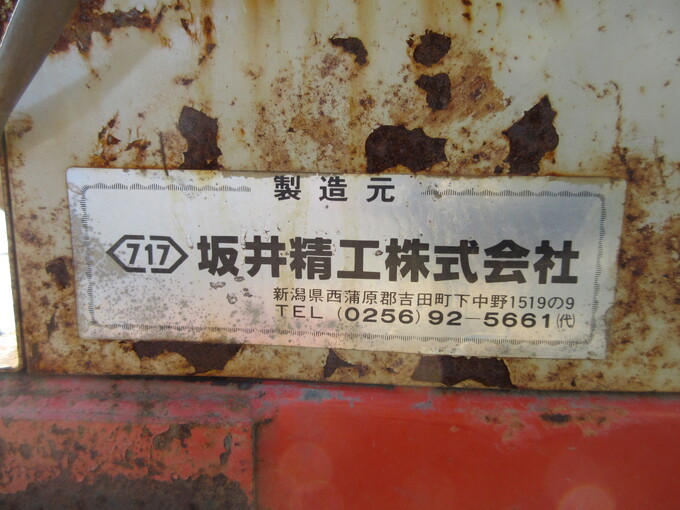 製造元
717 坂井精工株式会社
新潟県西蒲原郡吉田町下中野1519の9
TEL (0256) 92-5661 (代)